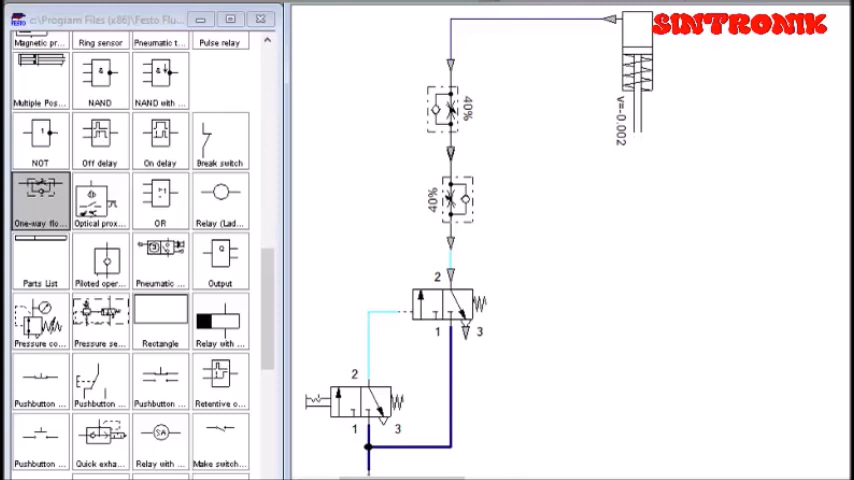 c:\Program Files (x86)\Festo Flu...
SINTRONIK
Magnetic pr...
Ring sensor
Pneumatic t...
Pulse relay
Multiple Pos...
NAND
NAND with ...
NOT
Off delay
On delay
Break switch
One-way flo...
Optical prox...
OR
Relay (Lad...
Parts List
Piloted oper...
Pneumatic ...
Output
Pressure co...
Pressure se...
Rectangle
Relay with ...
Pushbutton ...
Pushbutton ...
Pushbutton ...
Retentive o...
Pushbutton ...
Quick exha...
Relay with ...
Make switch...
40%
v=-0.002
40%
2
1
3
2
1
3